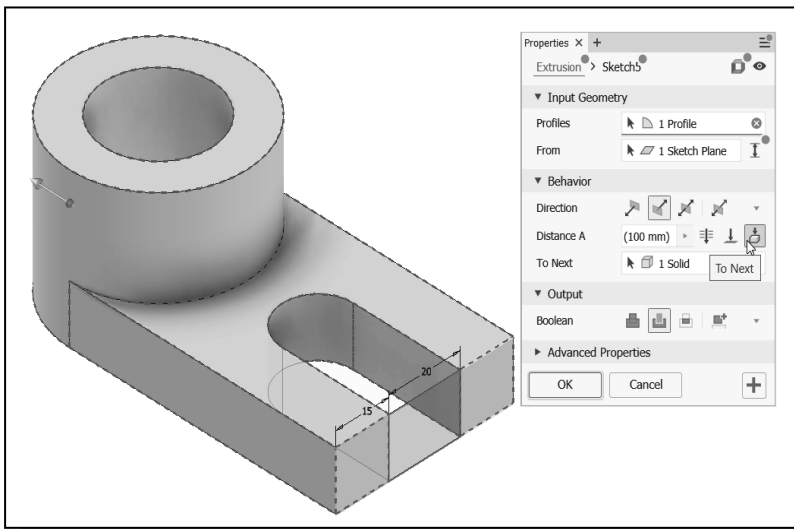 Properties × +
Extrusion > Sketch5
Input Geometry
Profiles 1 Profile
From 1 Sketch Plane
Behavior
Direction
Distance A (100 mm)
To Next 1 Solid
To Next
Output
Boolean
Advanced Properties
OK Cancel +
20
15